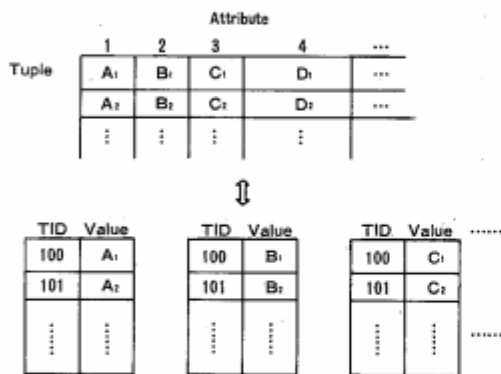 Attribute
1 2 3 4 ...
Tuple A₁ B₁ C₁ D₁ ...
A₂ B₂ C₂ D₂ ...
⋮ ⋮ ⋮ ⋮
⇕
TID Value TID Value TID Value ......
100 A₁ 100 B₁ 100 C₁
101 A₂ 101 B₂ 101 C₂
⋮ ⋮ ⋮ ⋮ ⋮ ⋮ ......